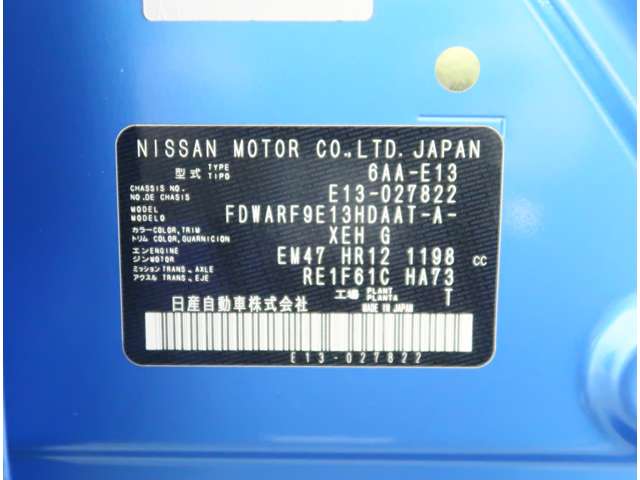 NISSAN MOTOR CO.,LTD. JAPAN
型式 TYPE TIPO 6AA-E13
CHASSIS NO. NO.DE CHASSIS E13-027822
MODEL MODELO FDWARF9E13HDAAT-A-
カラー COLOR, TRIM トリム COLOR, GUARNICION XEH G
エンジン ENGINE MOTOR EM47 HR12 1198 cc
ミッション アクスル TRANS., AXLE TRANS., EJE RE1F61C HA73
工場 PLANT PLANTA T
日産自動車株式会社 MADE IN JAPAN
E13-027822